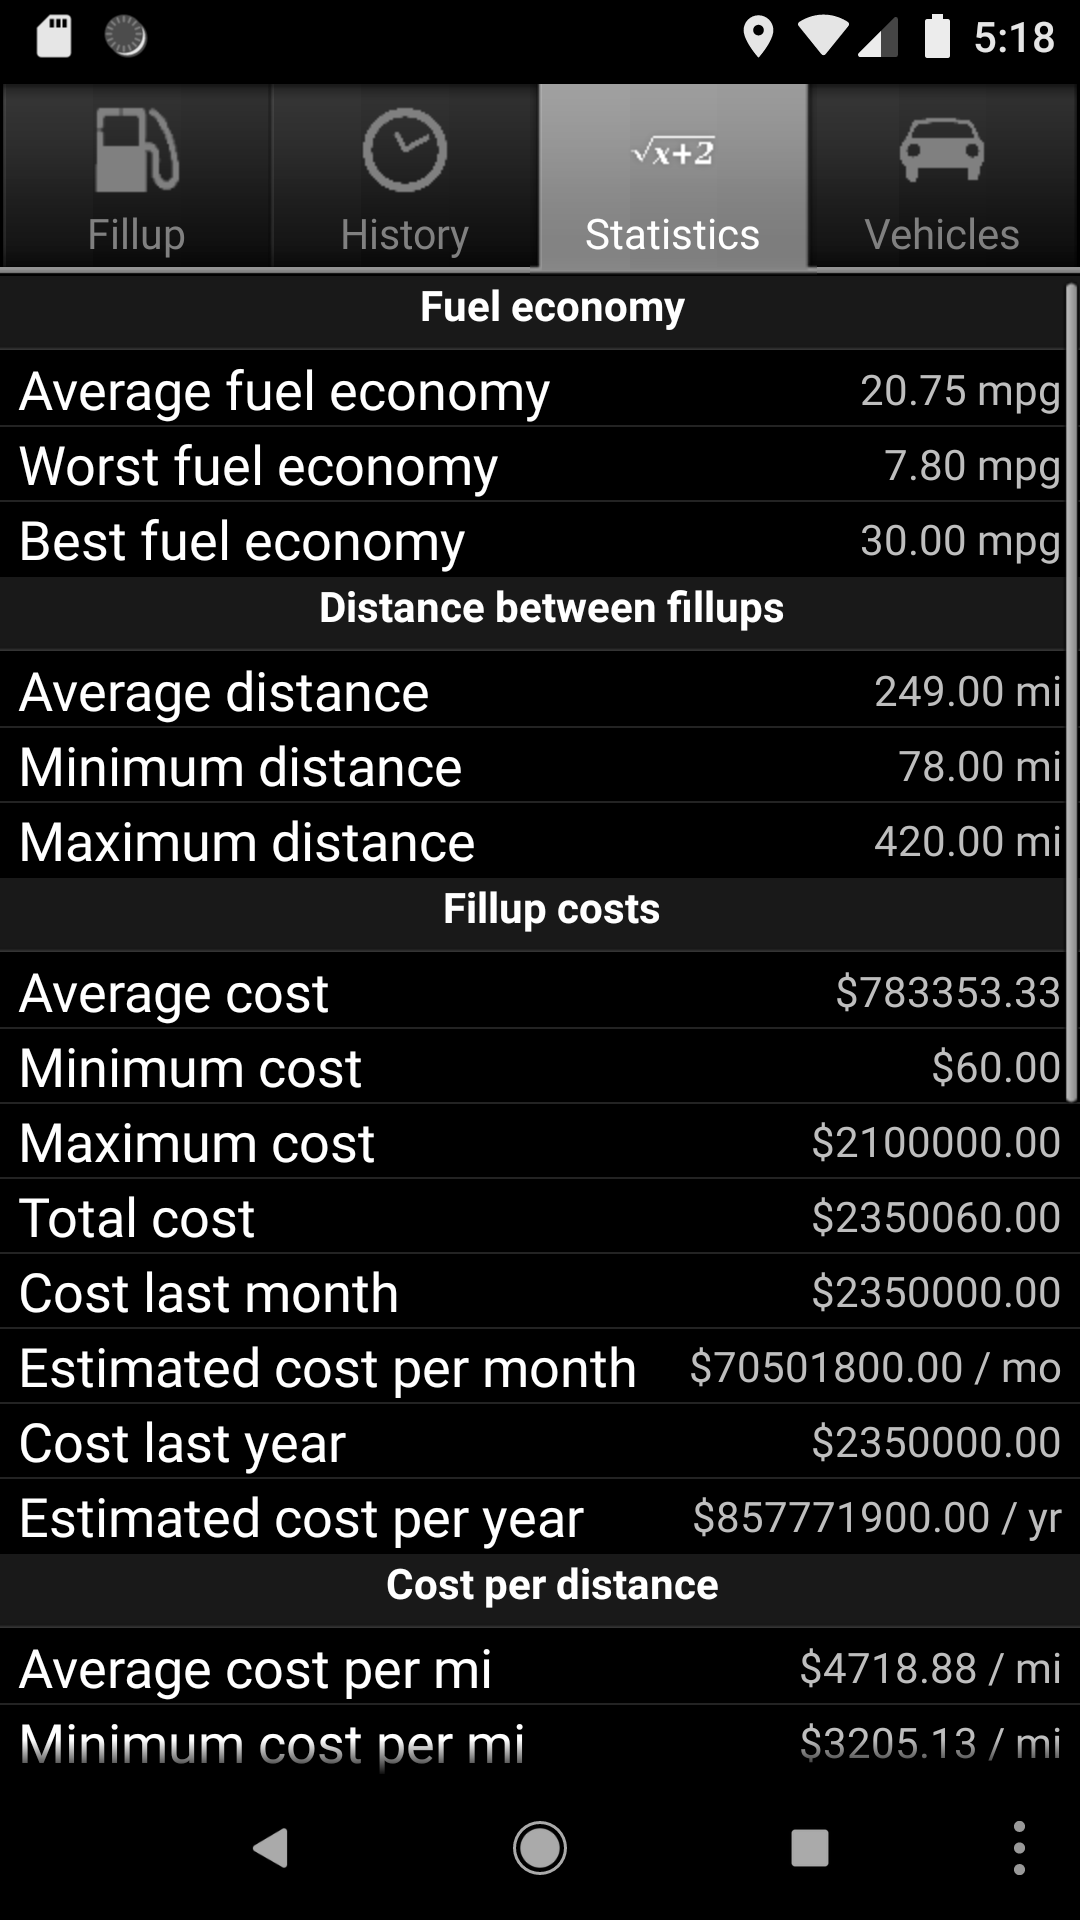 5:18
Fillup
History
√x+2
Statistics
Vehicles
Fuel economy
Average fuel economy 20.75 mpg
Worst fuel economy 7.80 mpg
Best fuel economy 30.00 mpg
Distance between fillups
Average distance 249.00 mi
Minimum distance 78.00 mi
Maximum distance 420.00 mi
Fillup costs
Average cost $783353.33
Minimum cost $60.00
Maximum cost $2100000.00
Total cost $2350060.00
Cost last month $2350000.00
Estimated cost per month $70501800.00 / mo
Cost last year $2350000.00
Estimated cost per year $857771900.00 / yr
Cost per distance
Average cost per mi $4718.88 / mi
Minimum cost per mi $3205.13 / mi